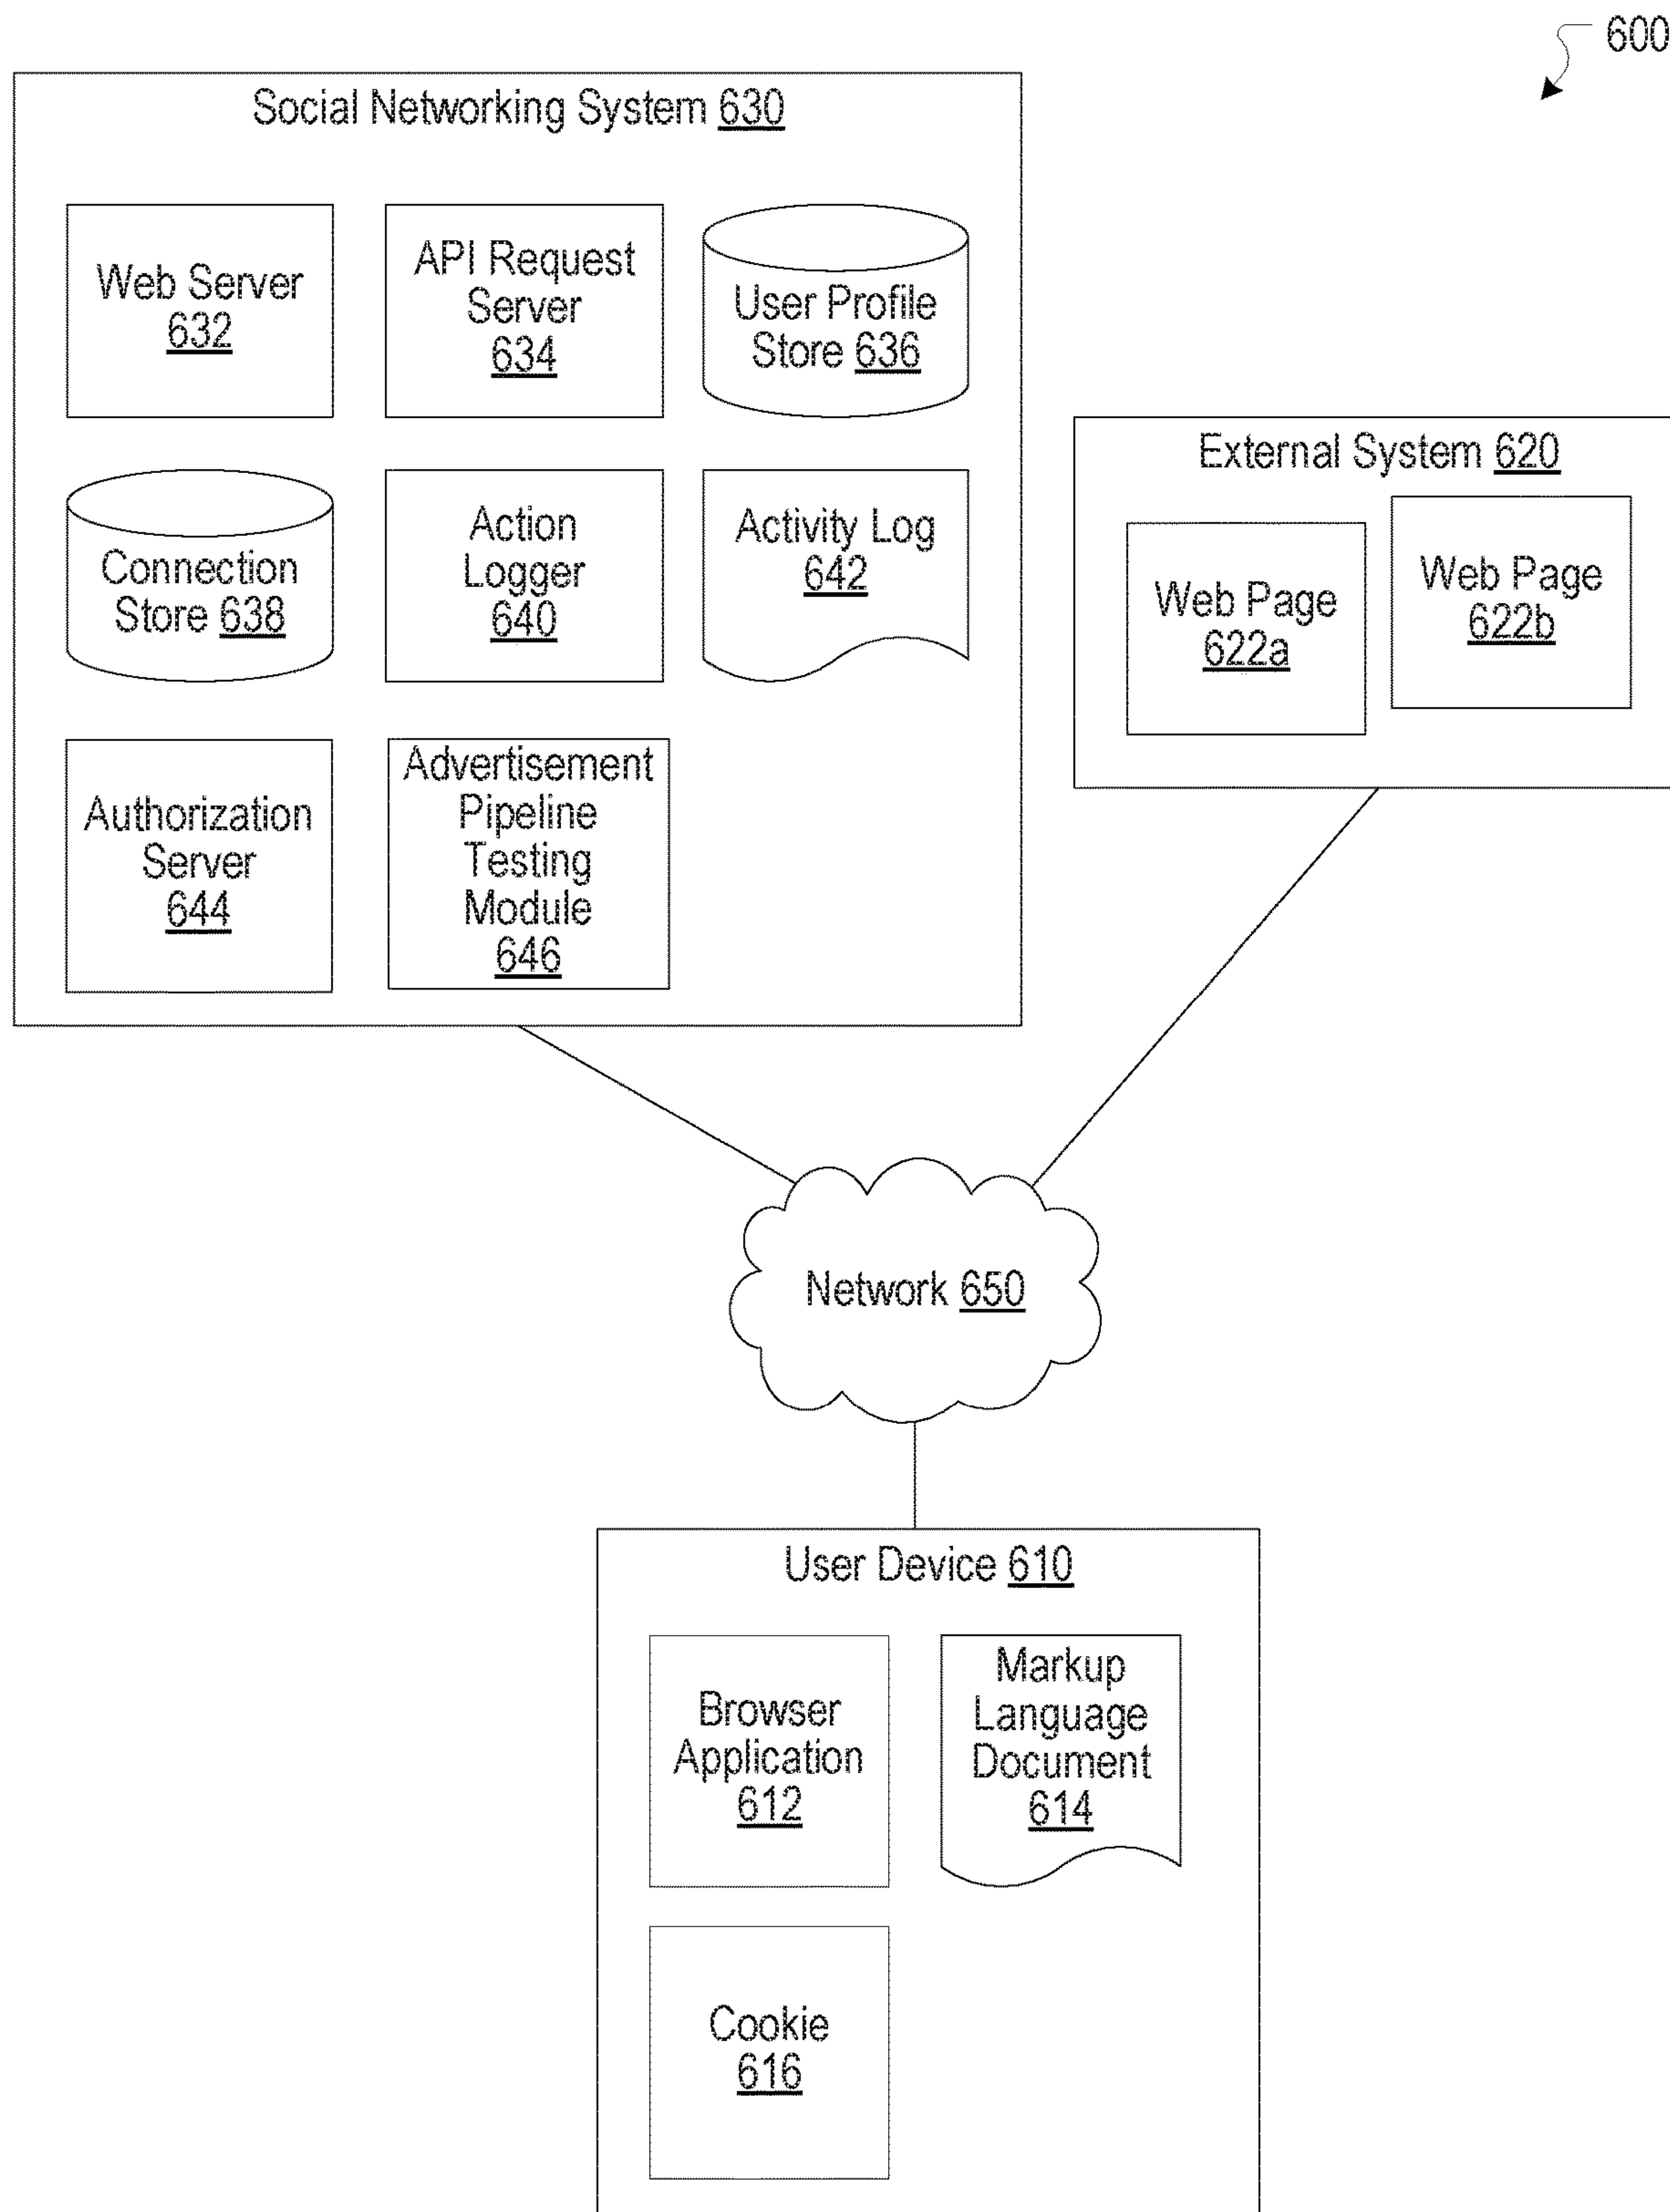 600
Social Networking System 630
Web Server
632
API Request
Server
634
User Profile
Store 636
Connection
Store 638
Action
Logger
640
Activity Log
642
Authorization
Server
644
Advertisement
Pipeline
Testing
Module
646
External System 620
Web Page
622a
Web Page
622b
Network 650
User Device 610
Browser
Application
612
Markup
Language
Document
614
Cookie
616